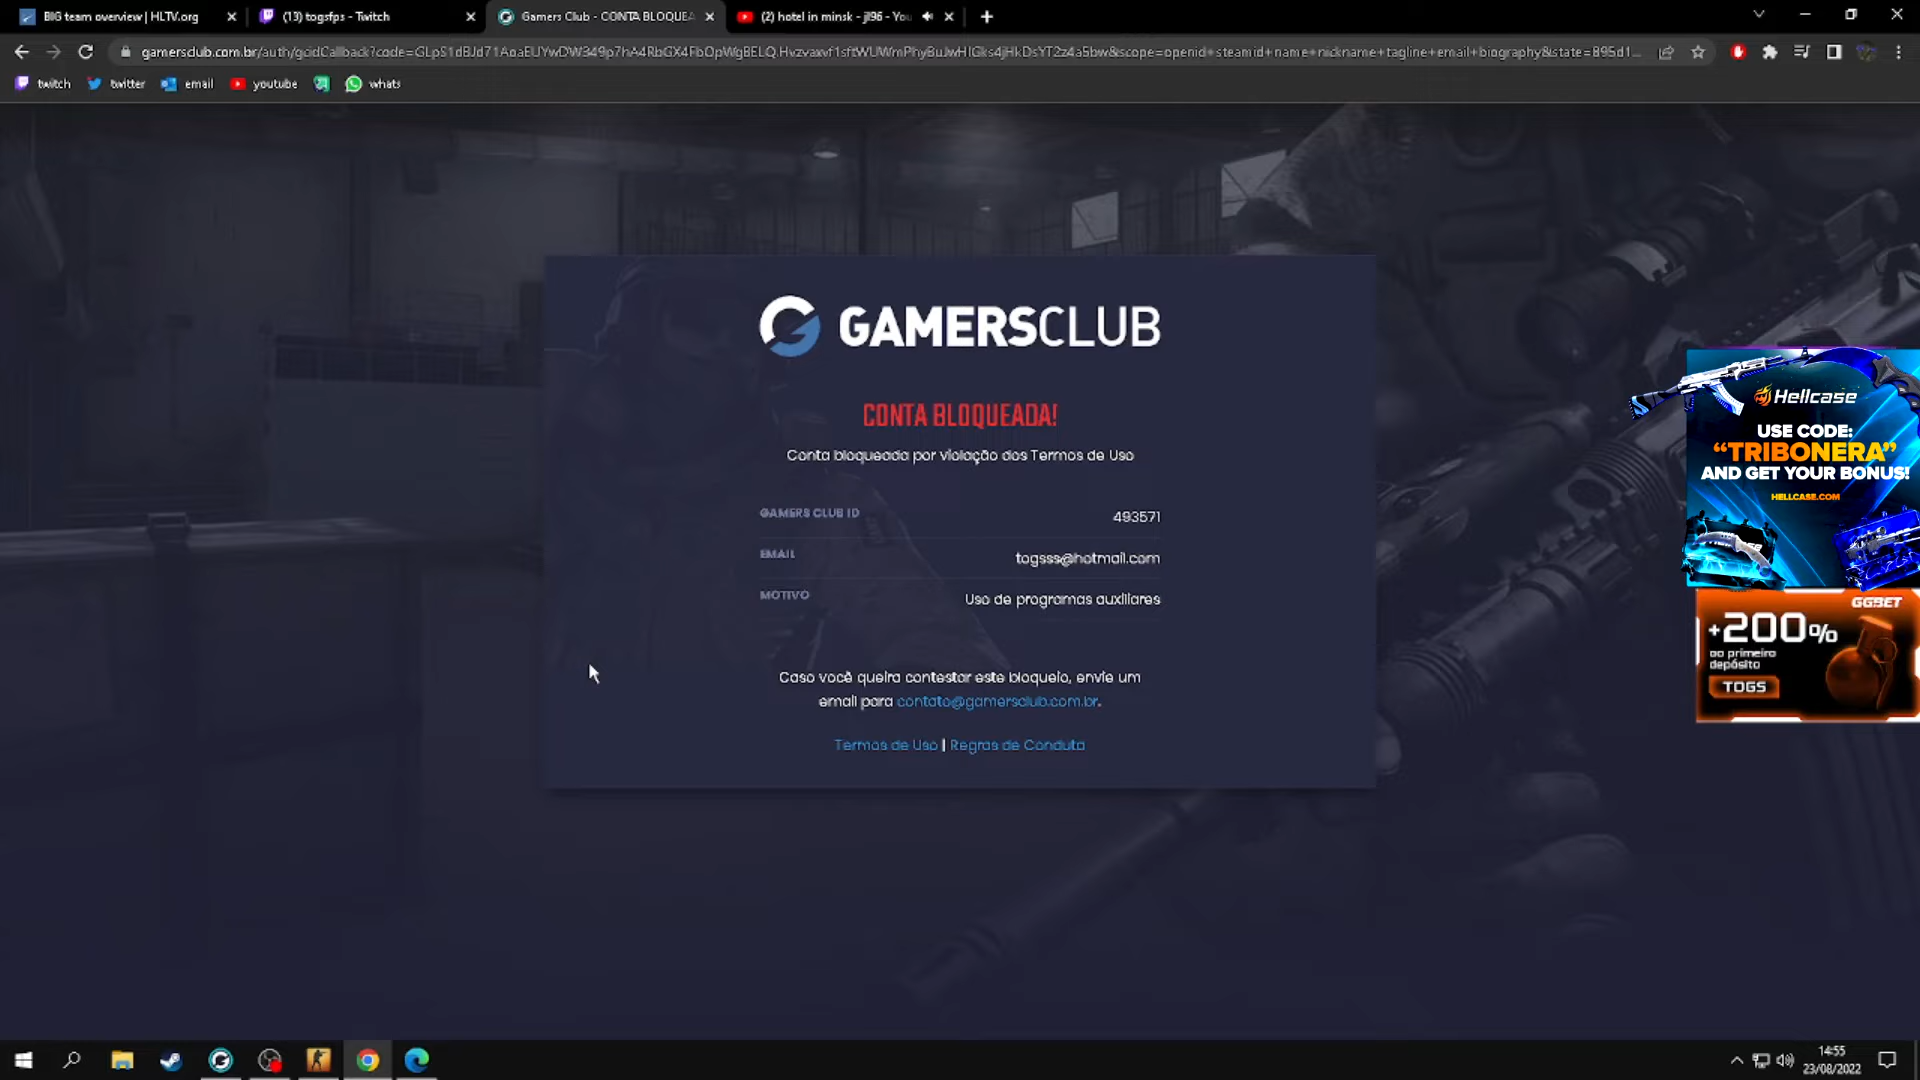 BIG team overview | HLTV.org
(13) togsfps - Twitch
Gamers Club - CONTA BLOQUEA
(2) hotel in minsk - jl96 - You
twitch
twitter
email
youtube
whats
GAMERSCLUB
CONTA BLOQUEADA!
Conta bloqueada por violação dos Termos de Uso
GAMERS CLUB ID
493571
EMAIL
togsss@hotmail.com
MOTIVO
Uso de programas auxiliares
Caso você queira contestar este bloqueio, envie um
email para contato@gamersclub.com.br.
Termos de Uso | Regras de Conduta
Hellcase
USE CODE:
"TRIBONERA"
AND GET YOUR BONUS!
HELLCASE.COM
GGBET
+200%
ao primeiro
depósito
TOGS
14:55
23/08/2022